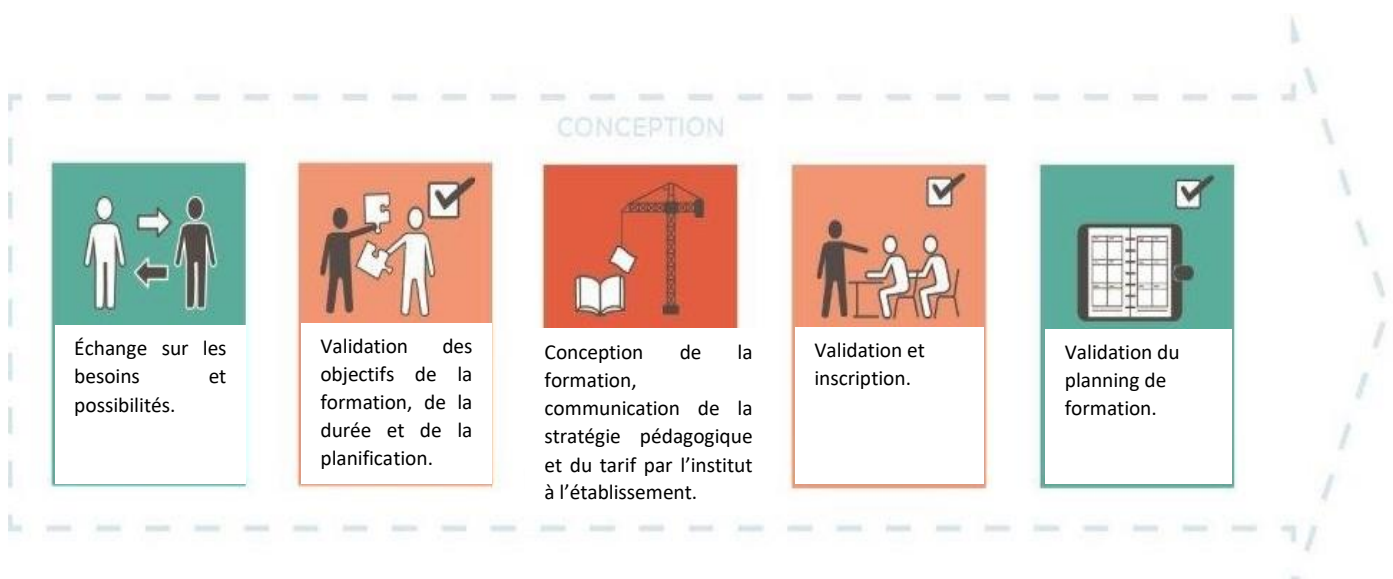 CONCEPTION
Échange sur les
besoins et
possibilités.
Validation des
objectifs de la
formation, de la
durée et de la
planification.
Conception de la
formation,
communication de la
stratégie pédagogique
et du tarif par l’institut
à l’établissement.
Validation et
inscription.
Validation du
planning de
formation.